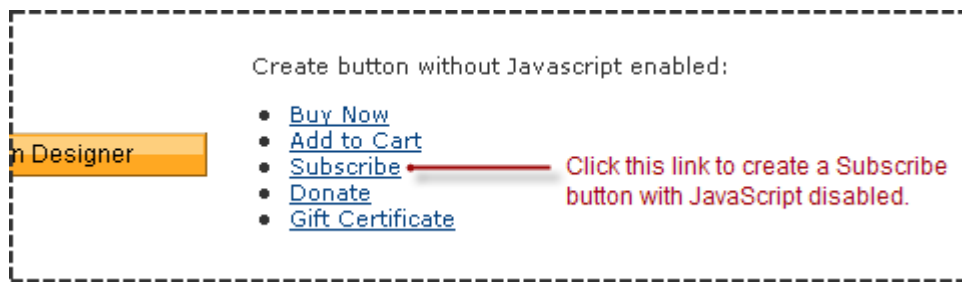 Create button without Javascript enabled:
Buy Now
Add to Cart
n Designer
Subscribe
Click this link to create a Subscribe
button with JavaScript disabled.
Donate
Gift Certificate